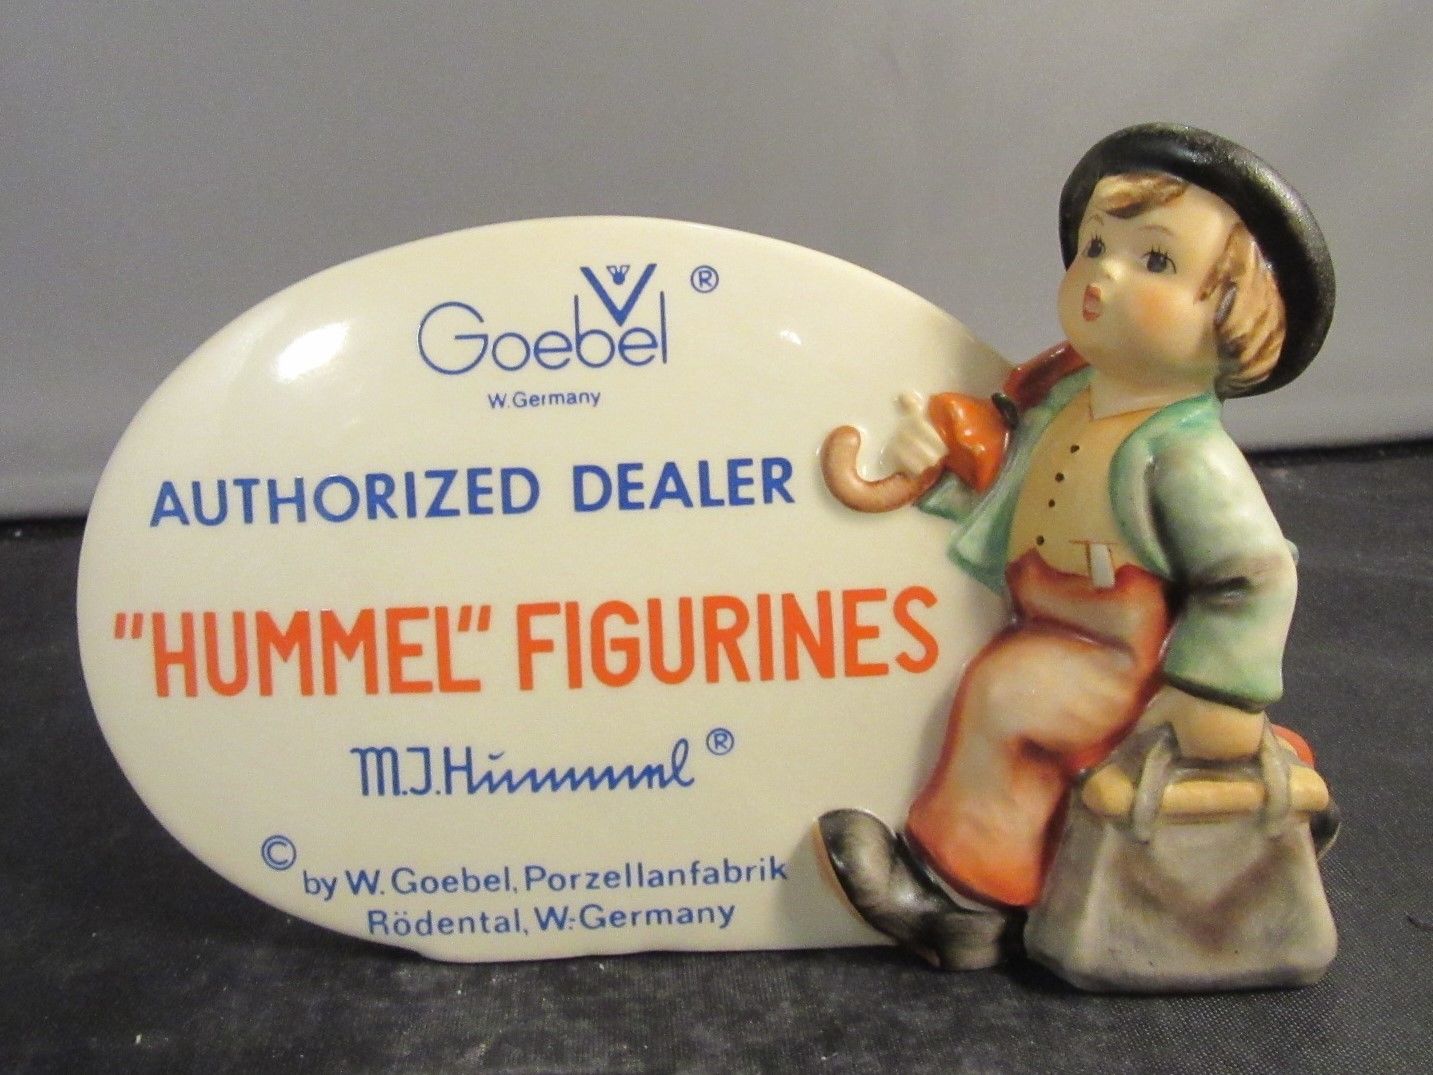 Goebel ®
W. Germany
AUTHORIZED DEALER
"HUMMEL" FIGURINES
M.J.Hummel ®
© by W. Goebel, Porzellanfabrik
Rödental, W.-Germany